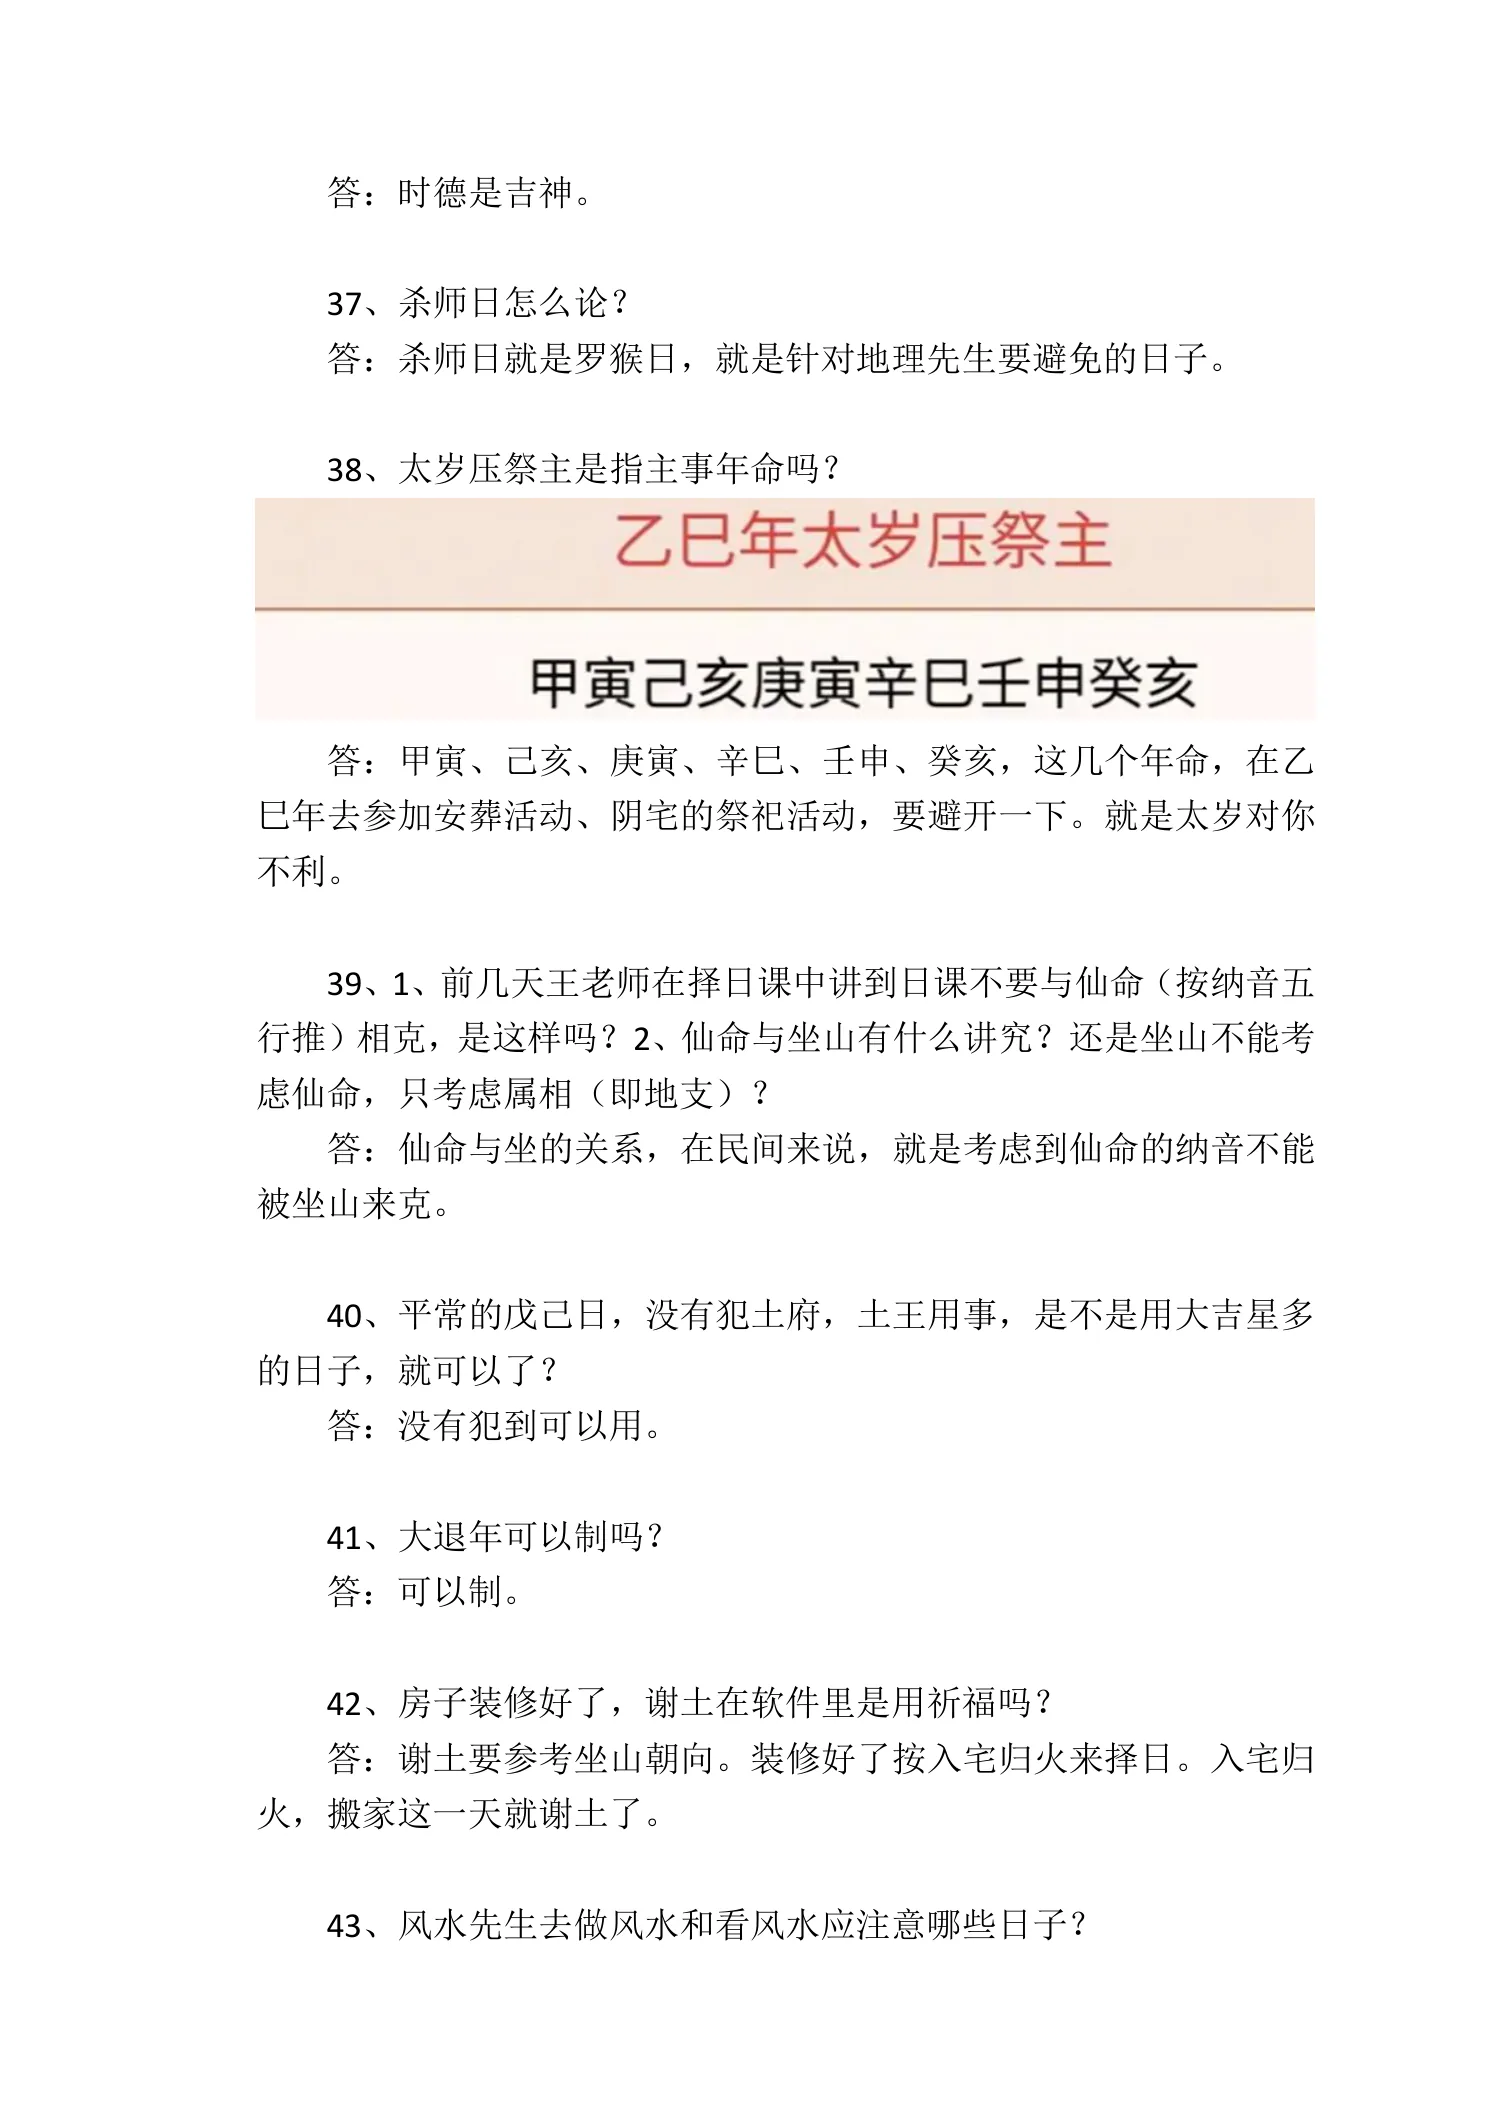 答：时德是吉神。
37、杀师日怎么论？
答：杀师日就是罗猴日，就是针对地理先生要避免的日子。
38、太岁压祭主是指主事年命吗？
乙巳年太岁压祭主
甲寅己亥庚寅辛巳壬申癸亥
答：甲寅、己亥、庚寅、辛巳、壬申、癸亥，这几个年命，在乙
巳年去参加安葬活动、阴宅的祭祀活动，要避开一下。就是太岁对你
不利。
39、1、前几天王老师在择日课中讲到日课不要与仙命（按纳音五
行推）相克，是这样吗？2、仙命与坐山有什么讲究？还是坐山不能考
虑仙命，只考虑属相（即地支）？
答：仙命与坐的关系，在民间来说，就是考虑到仙命的纳音不能
被坐山来克。
40、平常的戊己日，没有犯土府，土王用事，是不是用大吉星多
的日子，就可以了？
答：没有犯到可以用。
41、大退年可以制吗？
答：可以制。
42、房子装修好了，谢土在软件里是用祈福吗？
答：谢土要参考坐山朝向。装修好了按入宅归火来择日。入宅归
火，搬家这一天就谢土了。
43、风水先生去做风水和看风水应注意哪些日子？